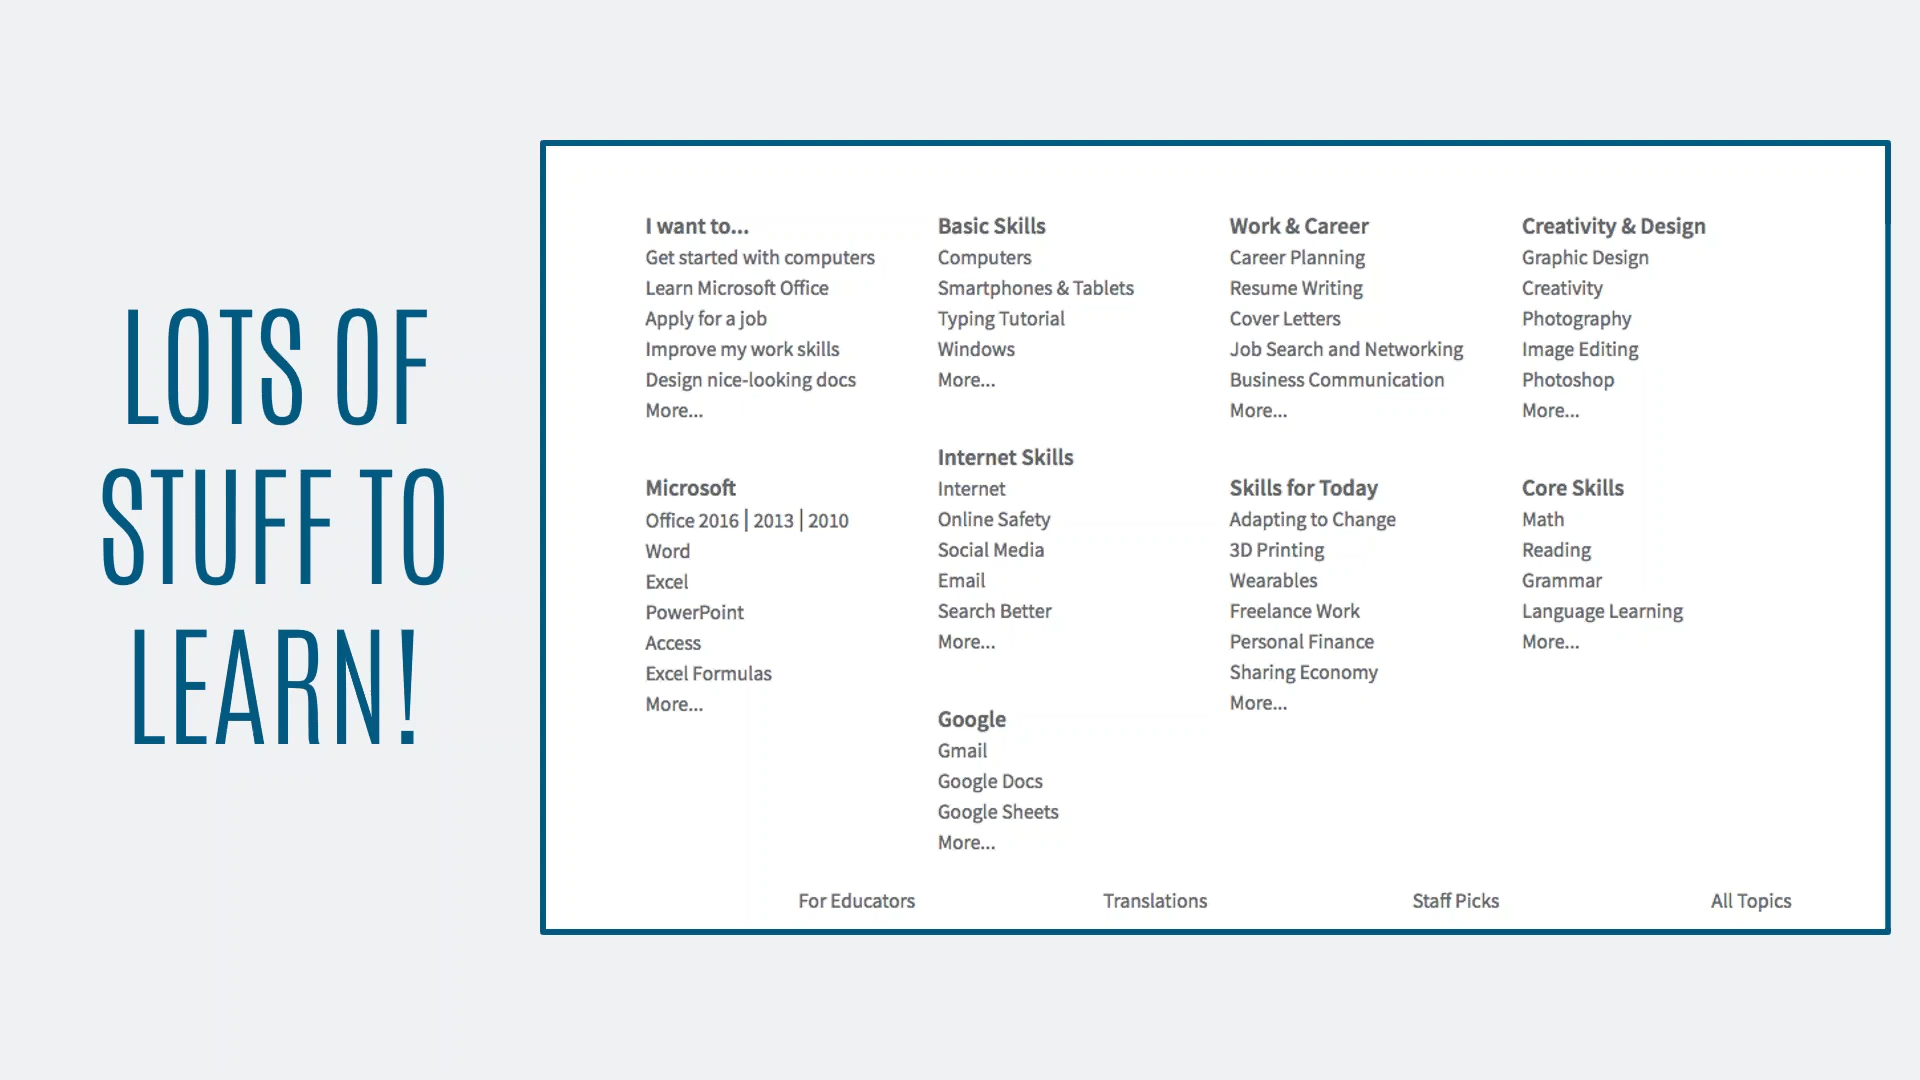 LOTS OF
STUFF TO
LEARN!
I want to...
Get started with computers
Learn Microsoft Office
Apply for a job
Improve my work skills
Design nice-looking docs
More...
Microsoft
Office 2016 | 2013 | 2010
Word
Excel
PowerPoint
Access
Excel Formulas
More...
Basic Skills
Computers
Smartphones & Tablets
Typing Tutorial
Windows
More...
Internet Skills
Internet
Online Safety
Social Media
Email
Search Better
More...
Google
Gmail
Google Docs
Google Sheets
More...
Work & Career
Career Planning
Resume Writing
Cover Letters
Job Search and Networking
Business Communication
More...
Skills for Today
Adapting to Change
3D Printing
Wearables
Freelance Work
Personal Finance
Sharing Economy
More...
Creativity & Design
Graphic Design
Creativity
Photography
Image Editing
Photoshop
More...
Core Skills
Math
Reading
Grammar
Language Learning
More...
For Educators
Translations
Staff Picks
All Topics